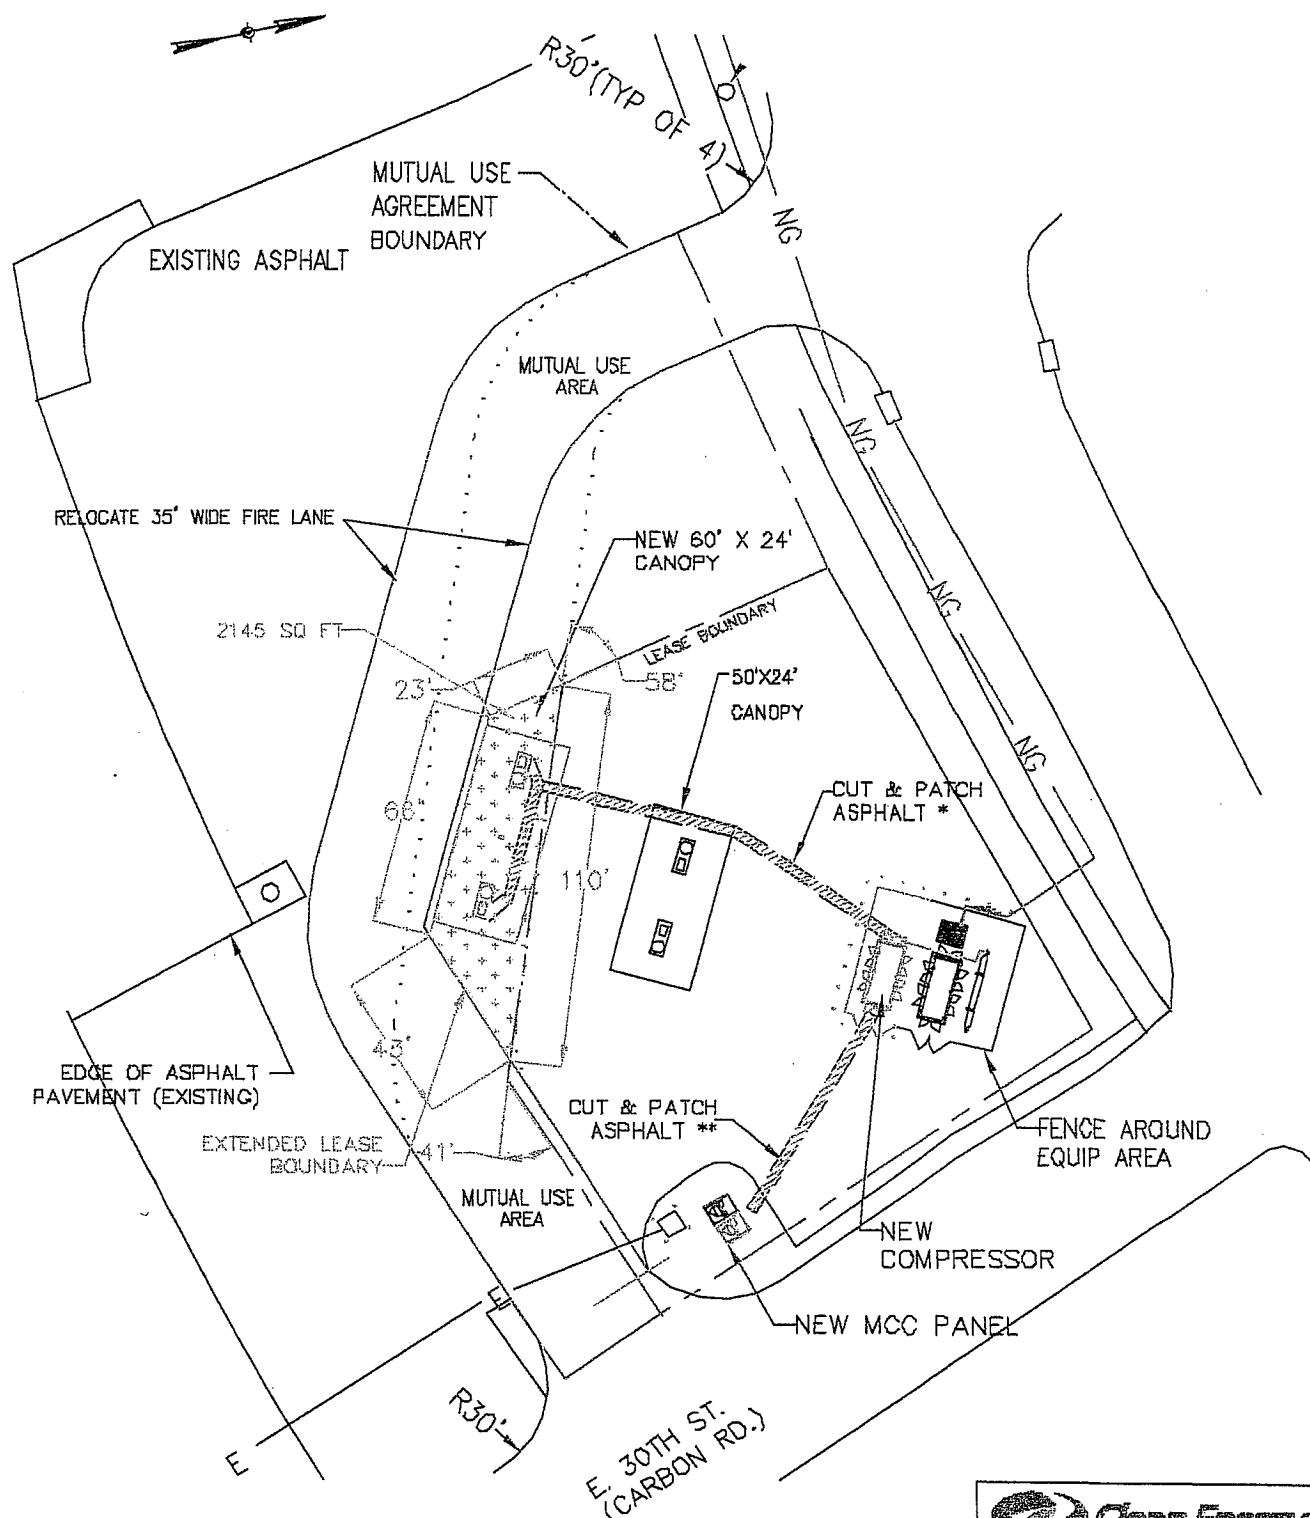 R30'(TYP OF 4)
MUTUAL USE
AGREEMENT
BOUNDARY
EXISTING ASPHALT
NG
MUTUAL USE
AREA
NG
RELOCATE 35' WIDE FIRE LANE
NEW 60' X 24'
CANOPY
NG
2145 SQ FT
LEASE BOUNDARY
23'
58'
50'X24'
CANOPY
NG
CUT & PATCH
ASPHALT *
66'
110'
43'
EDGE OF ASPHALT
PAVEMENT (EXISTING)
CUT & PATCH
ASPHALT **
FENCE AROUND
EQUIP AREA
EXTENDED LEASE
BOUNDARY
41'
MUTUAL USE
AREA
NEW
COMPRESSOR
E
NEW MCC PANEL
R30'
E
E. 30TH ST.
(CARBON RD.)
Clean Energy